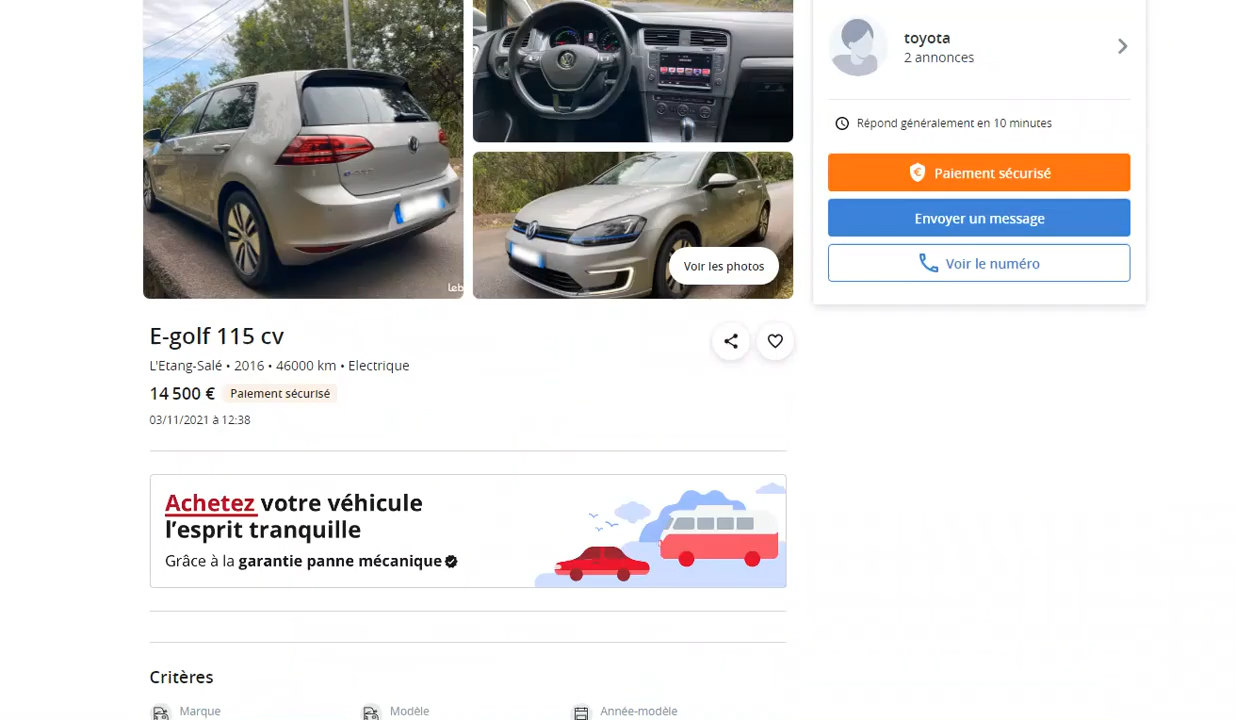 toyota
2 annonces
Répond généralement en 10 minutes
Paiement sécurisé
Envoyer un message
Voir le numéro
leb
Voir les photos
E-golf 115 cv
L'Etang-Salé • 2016 • 46000 km • Electrique
14 500 € Paiement sécurisé
03/11/2021 à 12:38
Achetez votre véhicule
l'esprit tranquille
Grâce à la garantie panne mécanique
Critères
Marque Modèle Année-modèle